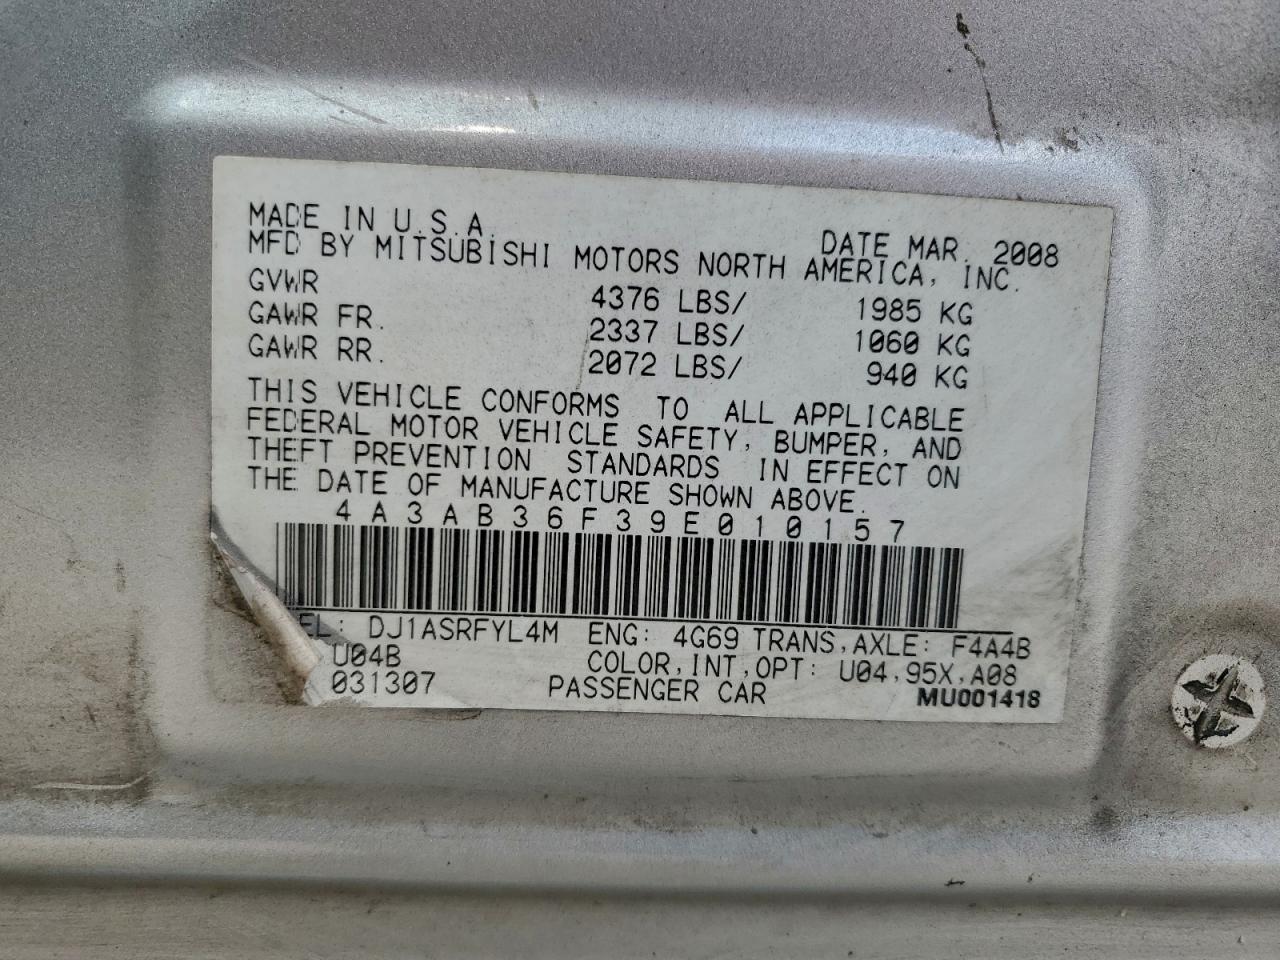 MADE IN U.S.A. DATE MAR. 2008
MFD BY MITSUBISHI MOTORS NORTH AMERICA, INC.
GVWR 4376 LBS/ 1985 KG
GAWR FR. 2337 LBS/ 1060 KG
GAWR RR. 2072 LBS/ 940 KG
THIS VEHICLE CONFORMS TO ALL APPLICABLE
FEDERAL MOTOR VEHICLE SAFETY, BUMPER, AND
THEFT PREVENTION STANDARDS IN EFFECT ON
THE DATE OF MANUFACTURE SHOWN ABOVE.
4A3AB36F39E010157
EL: DJ1ASRFYL4M ENG: 4G69 TRANS,AXLE: F4A4B
U04B COLOR,INT,OPT: U04,95X,A08
031307 PASSENGER CAR MU001418